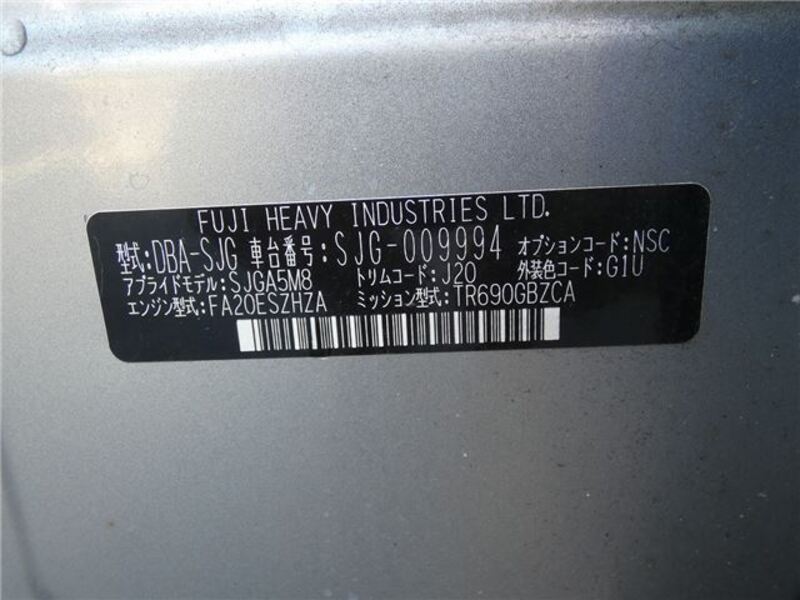 FUJI HEAVY INDUSTRIES LTD.
型式:DBA-SJG 車台番号:SJG-009994 オプションコード:NSC
アプライドモデル:SJGA5M8 トリムコード:J20 外装色コード:G1U
エンジン型式:FA20ESZHZA ミッション型式:TR690GBZCA